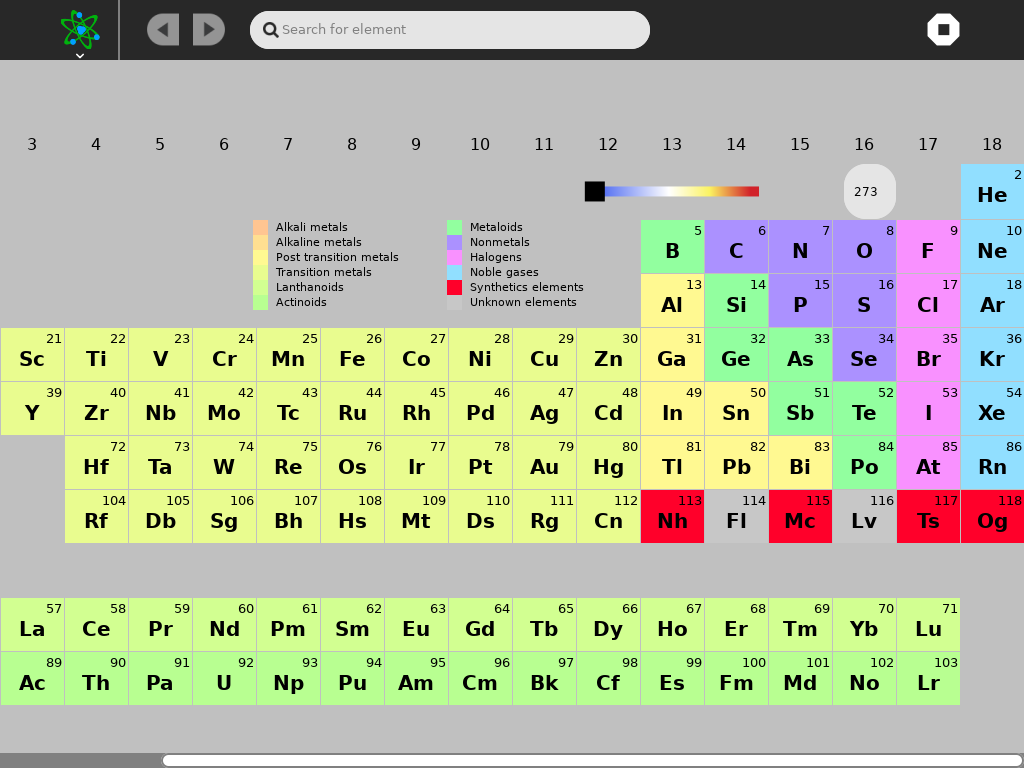 Search for element
3 4 5 6 7 8 9 10 11 12 13 14 15 16 17 18
273
2
He
Alkali metals
Alkaline metals
Post transition metals
Transition metals
Lanthanoids
Actinoids
Metaloids
Nonmetals
Halogens
Noble gases
Synthetics elements
Unknown elements
5 6 7 8 9 10
B C N O F Ne
13 14 15 16 17 18
Al Si P S Cl Ar
21 22 23 24 25 26 27 28 29 30 31 32 33 34 35 36
Sc Ti V Cr Mn Fe Co Ni Cu Zn Ga Ge As Se Br Kr
39 40 41 42 43 44 45 46 47 48 49 50 51 52 53 54
Y Zr Nb Mo Tc Ru Rh Pd Ag Cd In Sn Sb Te I Xe
72 73 74 75 76 77 78 79 80 81 82 83 84 85 86
Hf Ta W Re Os Ir Pt Au Hg Tl Pb Bi Po At Rn
104 105 106 107 108 109 110 111 112 113 114 115 116 117 118
Rf Db Sg Bh Hs Mt Ds Rg Cn Nh Fl Mc Lv Ts Og
57 58 59 60 61 62 63 64 65 66 67 68 69 70 71
La Ce Pr Nd Pm Sm Eu Gd Tb Dy Ho Er Tm Yb Lu
89 90 91 92 93 94 95 96 97 98 99 100 101 102 103
Ac Th Pa U Np Pu Am Cm Bk Cf Es Fm Md No Lr